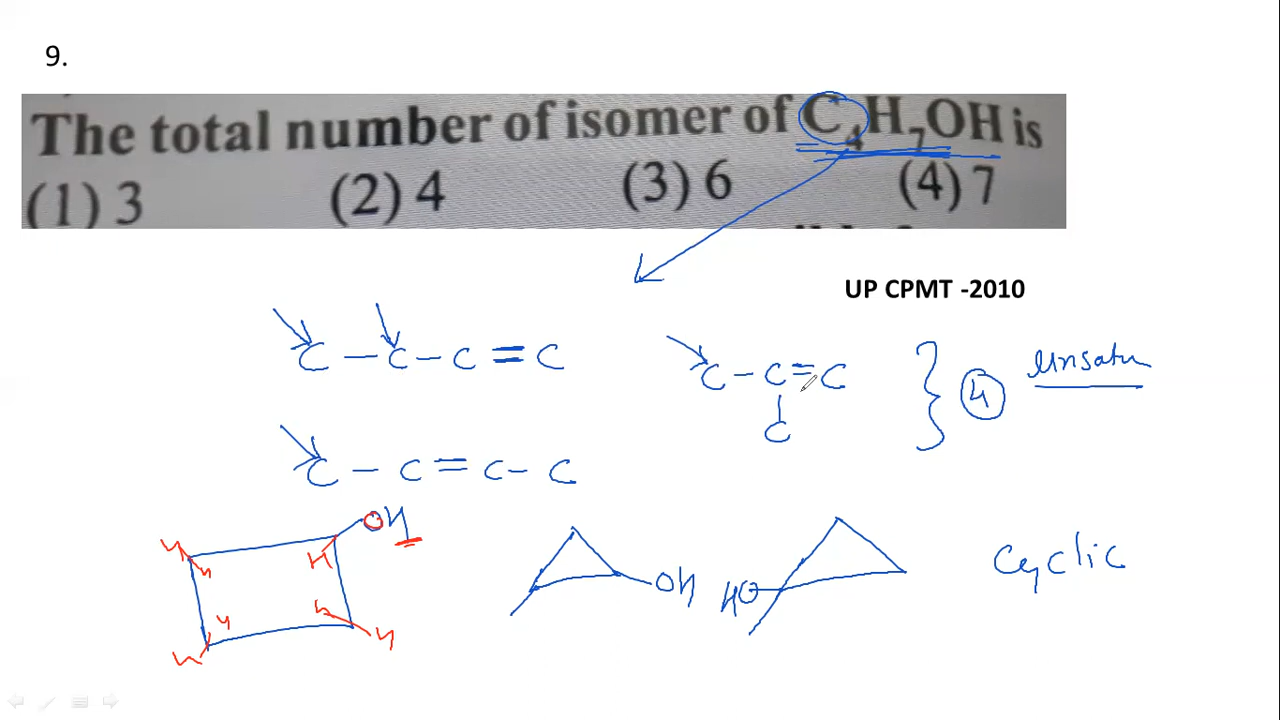 9.
The total number of isomer of C₄H₇OH is
(1) 3 (2) 4 (3) 6 (4) 7
UP CPMT -2010
C – C – C = C
C – C = C
C
} 4 Unsatu
C – C = C – C
OH
H H H
OH HO
Cyclic
H H
H H